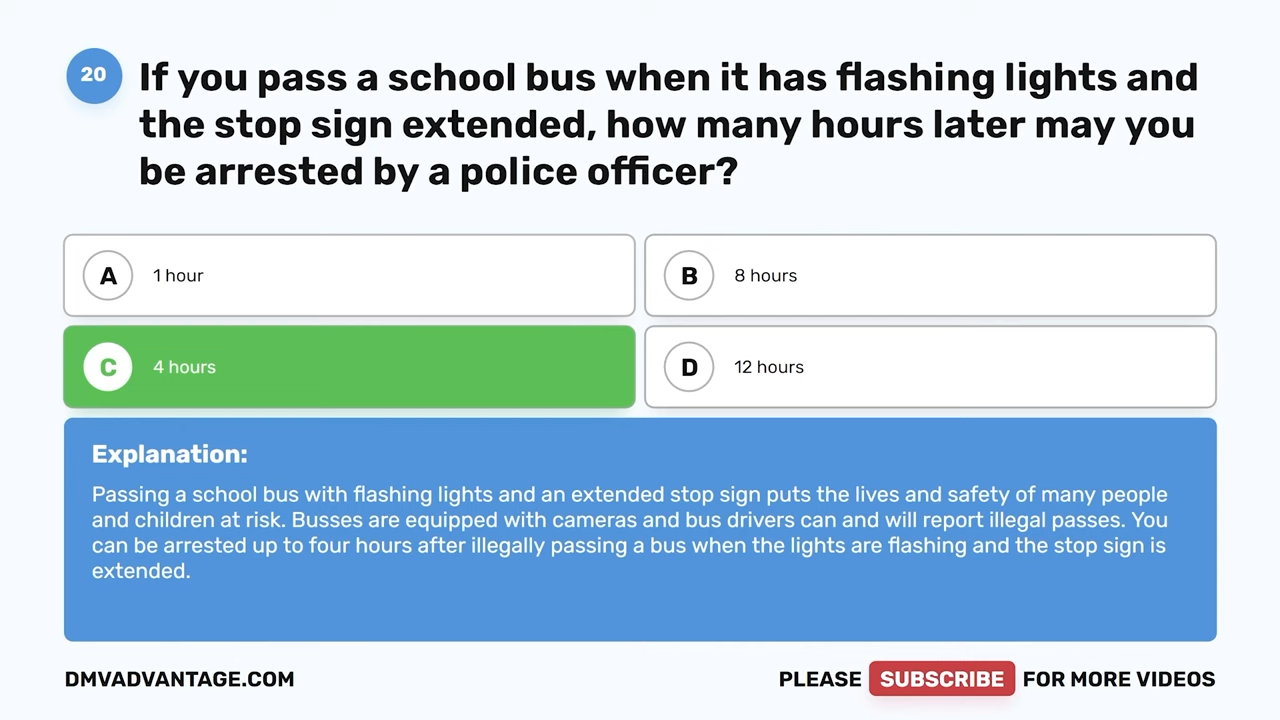 20
If you pass a school bus when it has flashing lights and
the stop sign extended, how many hours later may you
be arrested by a police officer?
A 1 hour
B 8 hours
C 4 hours
D 12 hours
Explanation:
Passing a school bus with flashing lights and an extended stop sign puts the lives and safety of many people
and children at risk. Busses are equipped with cameras and bus drivers can and will report illegal passes. You
can be arrested up to four hours after illegally passing a bus when the lights are flashing and the stop sign is
extended.
DMVADVANTAGE.COM
PLEASE SUBSCRIBE FOR MORE VIDEOS